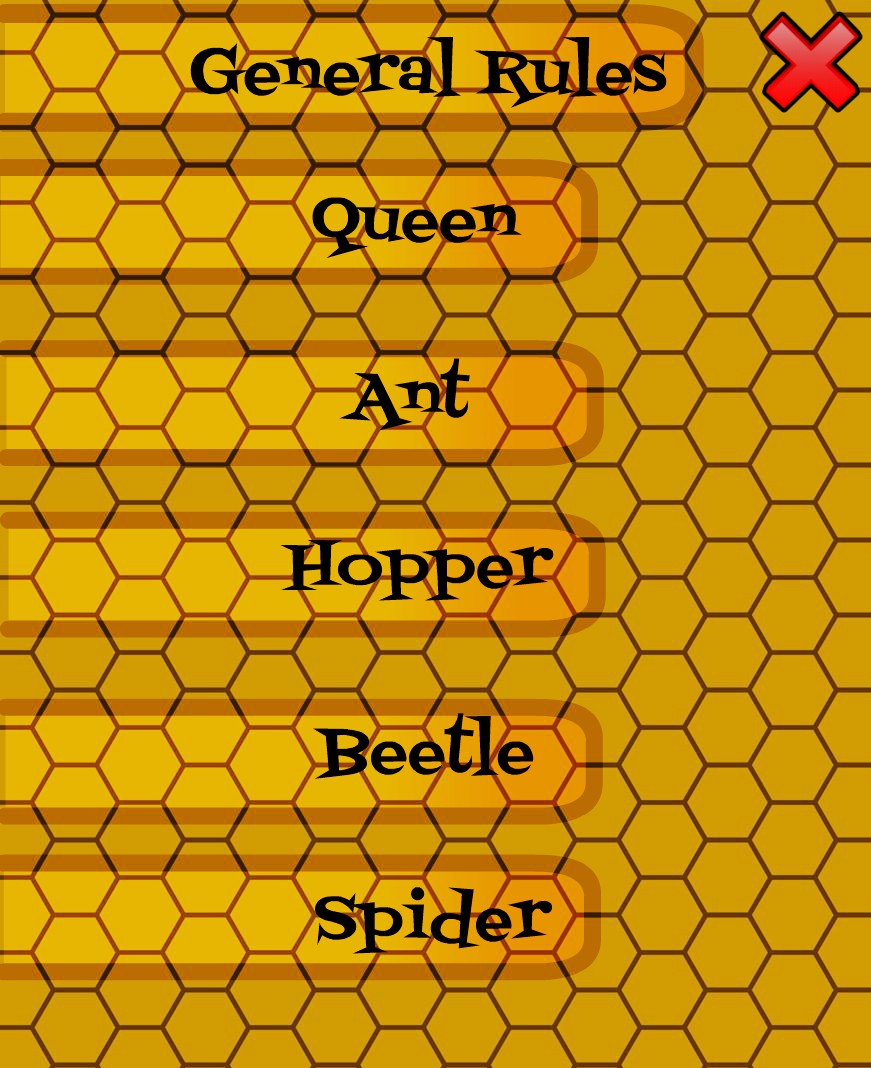 General Rules
Queen
Ant
Hopper
Beetle
Spider